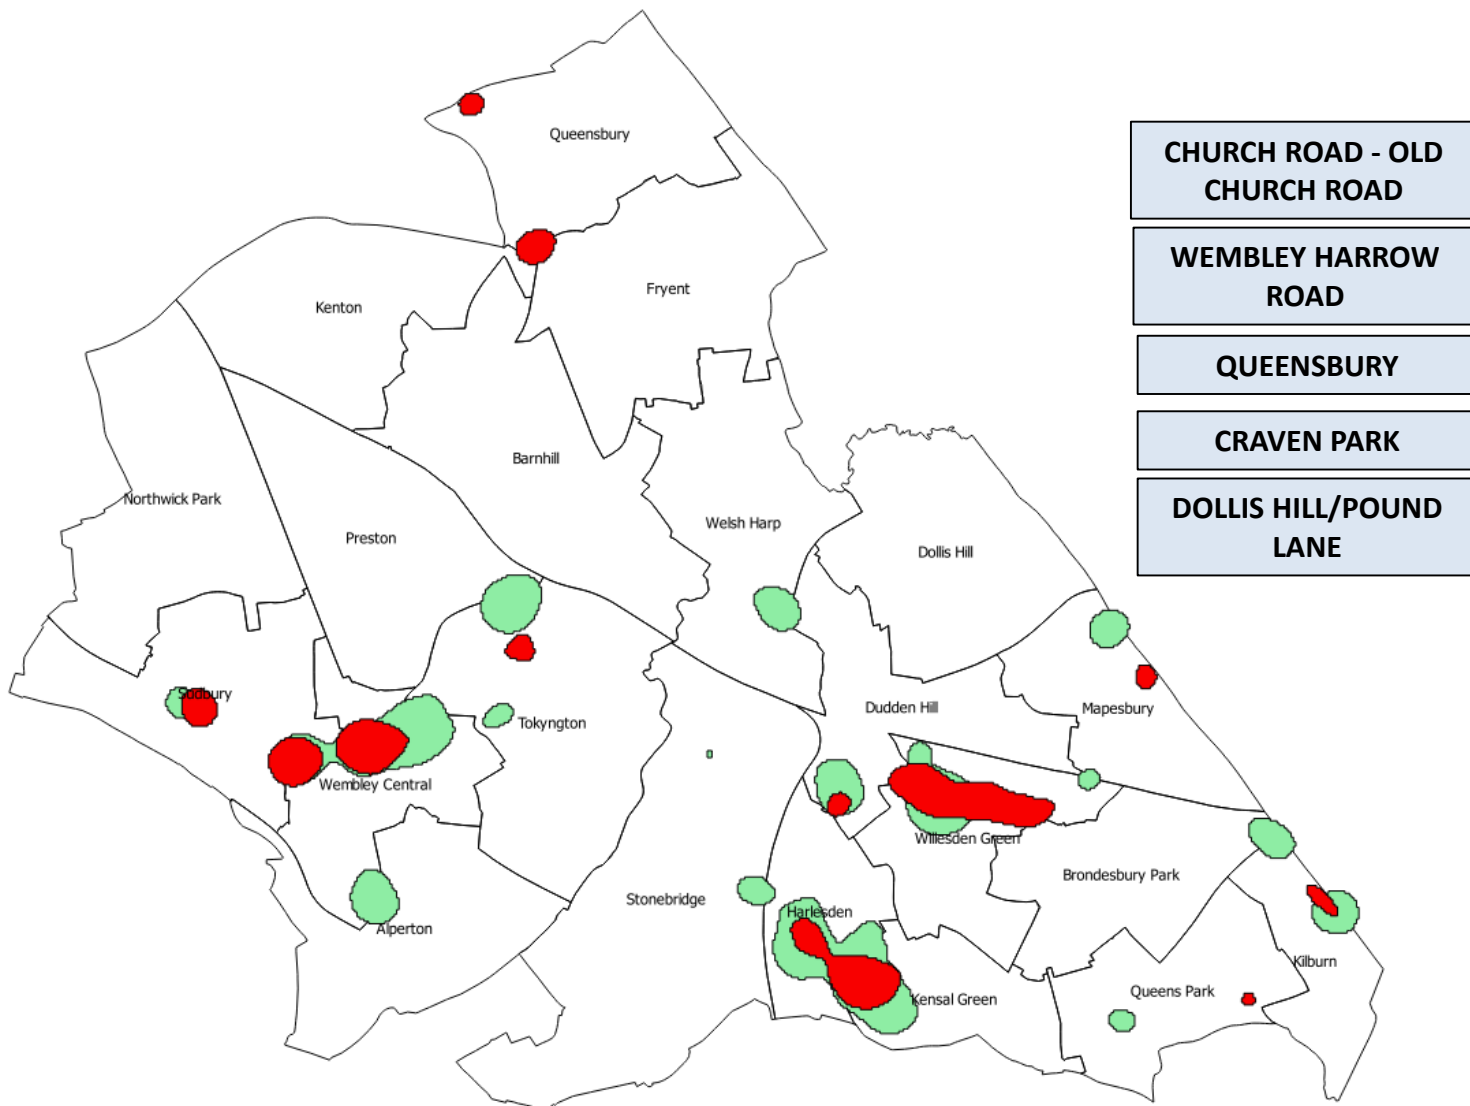 Queensbury
CHURCH ROAD - OLD
CHURCH ROAD
WEMBLEY HARROW
ROAD
QUEENSBURY
CRAVEN PARK
DOLLIS HILL/POUND
LANE
Fryent
Kenton
Barnhill
Northwick Park
Welsh Harp
Preston
Dollis Hill
Sudbury
Dudden Hill
Mapesbury
Tokyngton
Wembley Central
Willesden Green
Brondesbury Park
Stonebridge
Harlesden
Alperton
Kilburn
Queens Park
Kensal Green